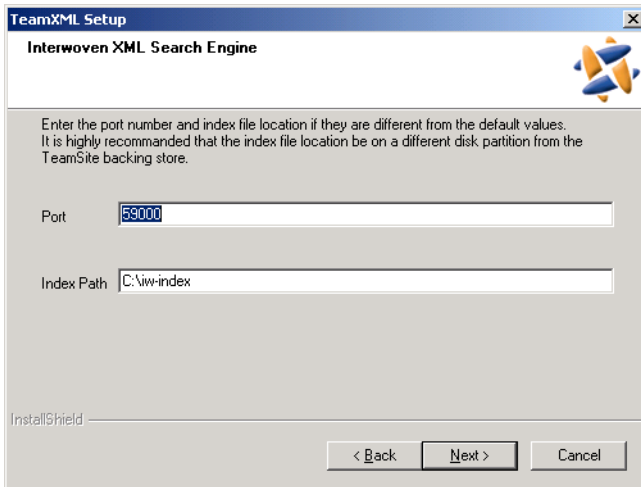 TeamXML Setup
Interwoven XML Search Engine
Enter the port number and index file location if they are different from the default values.
It is highly recommanded that the index file location be on a different disk partition from the
TeamSite backing store.
Port
59000
Index Path
C:\iw-index
InstallShield
< Back
Next >
Cancel